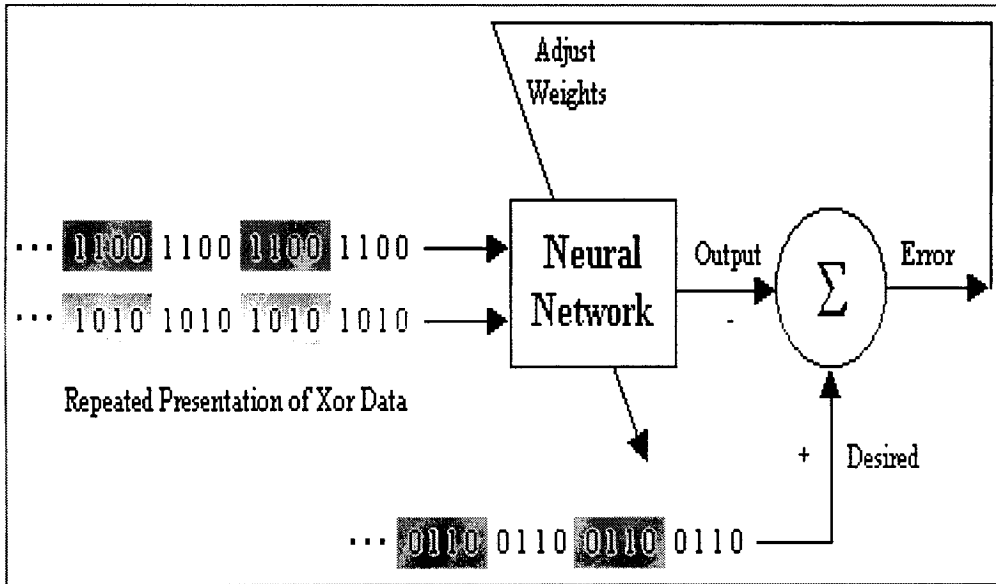 Adjust
Weights
··· 1100 1100 1100 1100
Neural
Network
Output
Σ
Error
··· 1010 1010 1010 1010
-
Repeated Presentation of Xor Data
+ Desired
··· 0110 0110 0110 0110